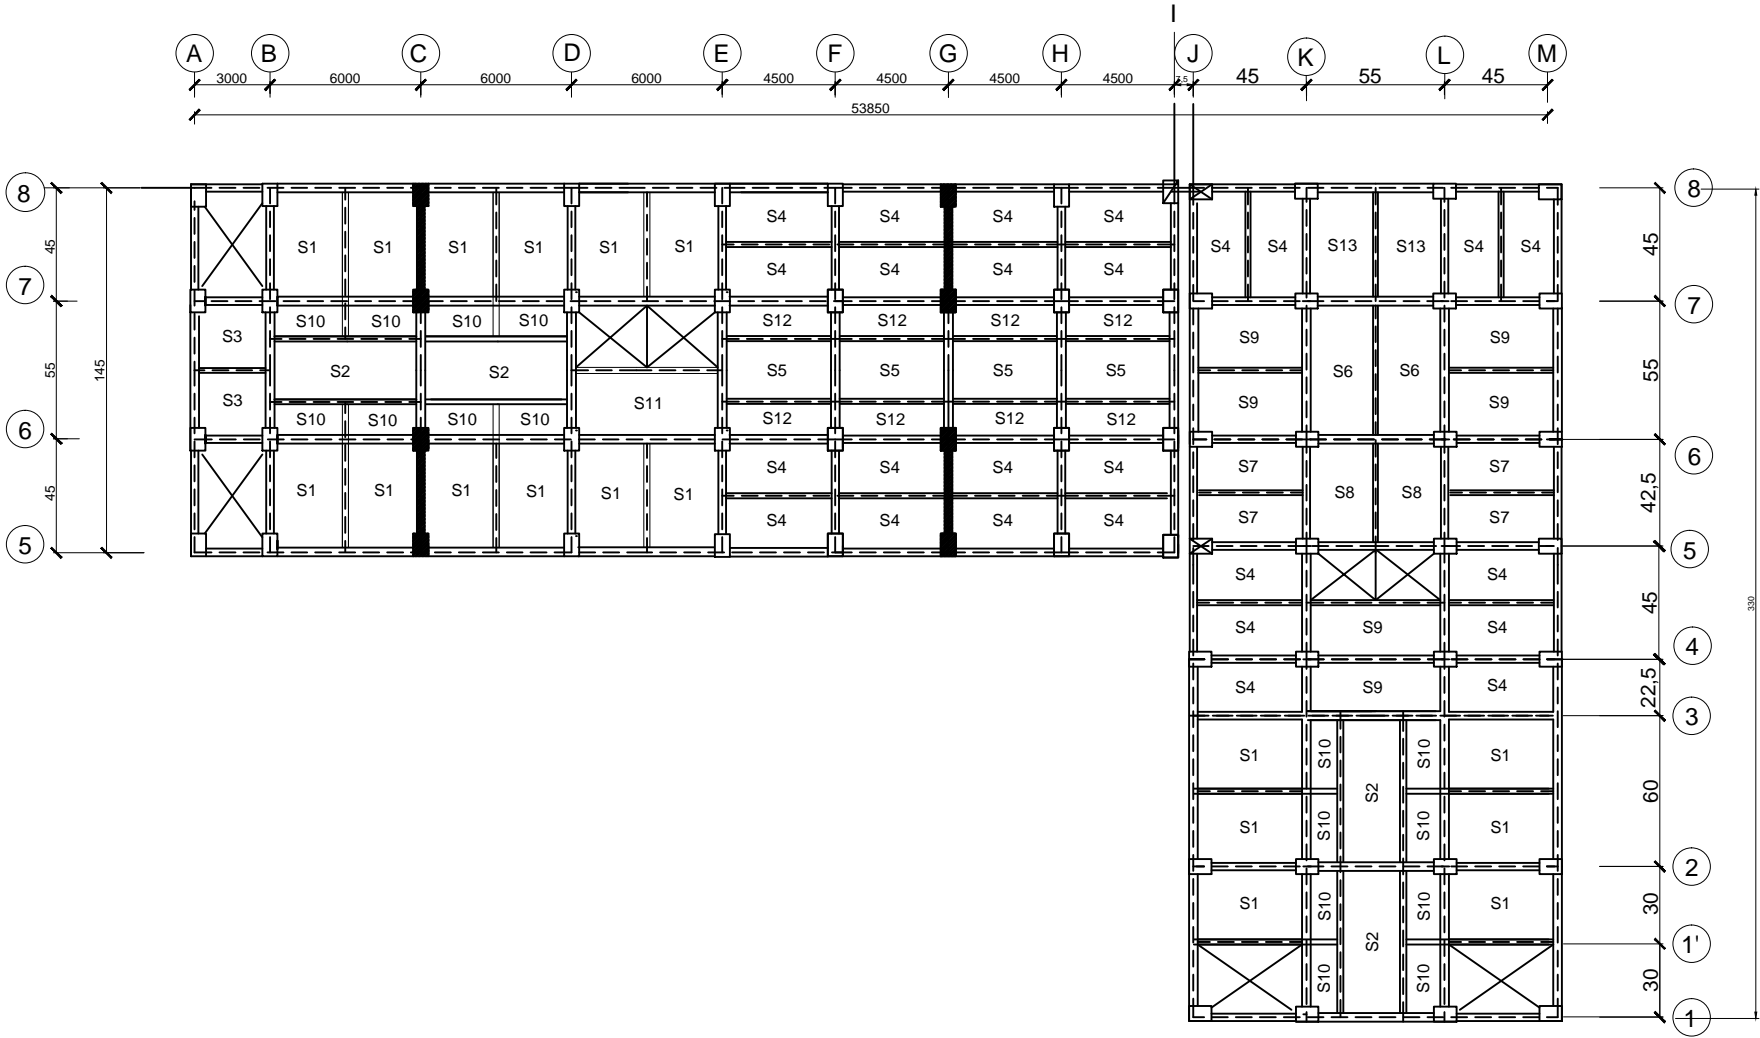 I
A B C D E F G H J K L M
3000 6000 6000 6000 4500 4500 4500 4500 7,5 45 55 45
53850
8 8
S4 S4 S4 S4
S1 S1 S1 S1 S1 S1 S4 S4 S13 S13 S4 S4
45 45
S4 S4 S4 S4
7 7
S10 S10 S10 S10 S12 S12 S12 S12
S3 S9 S9
55 145 S2 S2 S5 S5 S5 S5 S6 S6 55
S3 S11 S9 S9
S10 S10 S10 S10 S12 S12 S12 S12
6 6
S4 S4 S4 S4 S7 S7
45 S1 S1 S1 S1 S1 S1 S8 S8 42,5
S4 S4 S4 S4 S7 S7
5 5
S4 S4
45 330
S4 S9 S4
4
S4 S9 S4 22,5
3
S1 S10 S10 S1
S2 60
S1 S10 S10 S1
2
S1 S10 S10 S1 30
S2 1'
S10 S10 30
1